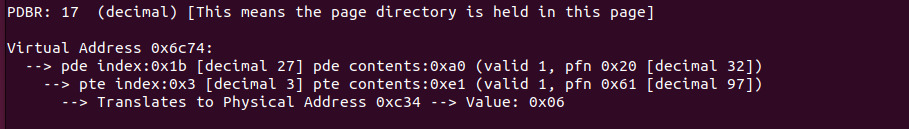 PDBR: 17  (decimal) [This means the page directory is held in this page]
Virtual Address 0x6c74:
  --> pde index:0x1b [decimal 27] pde contents:0xa0 (valid 1, pfn 0x20 [decimal 32])
    --> pte index:0x3 [decimal 3] pte contents:0xe1 (valid 1, pfn 0x61 [decimal 97])
      --> Translates to Physical Address 0xc34 --> Value: 0x06